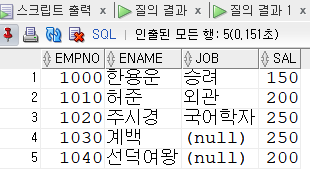 스크립트 출력 질의 결과 질의 결과 1
SQL 인출된 모든 행: 5(0,151초)
EMPNO ENAME JOB SAL
1 1000 한용운 승려 150
2 1010 허준 외관 200
3 1020 주시경 국어학자 250
4 1030 계백 (null) 250
5 1040 선덕여왕 (null) 200